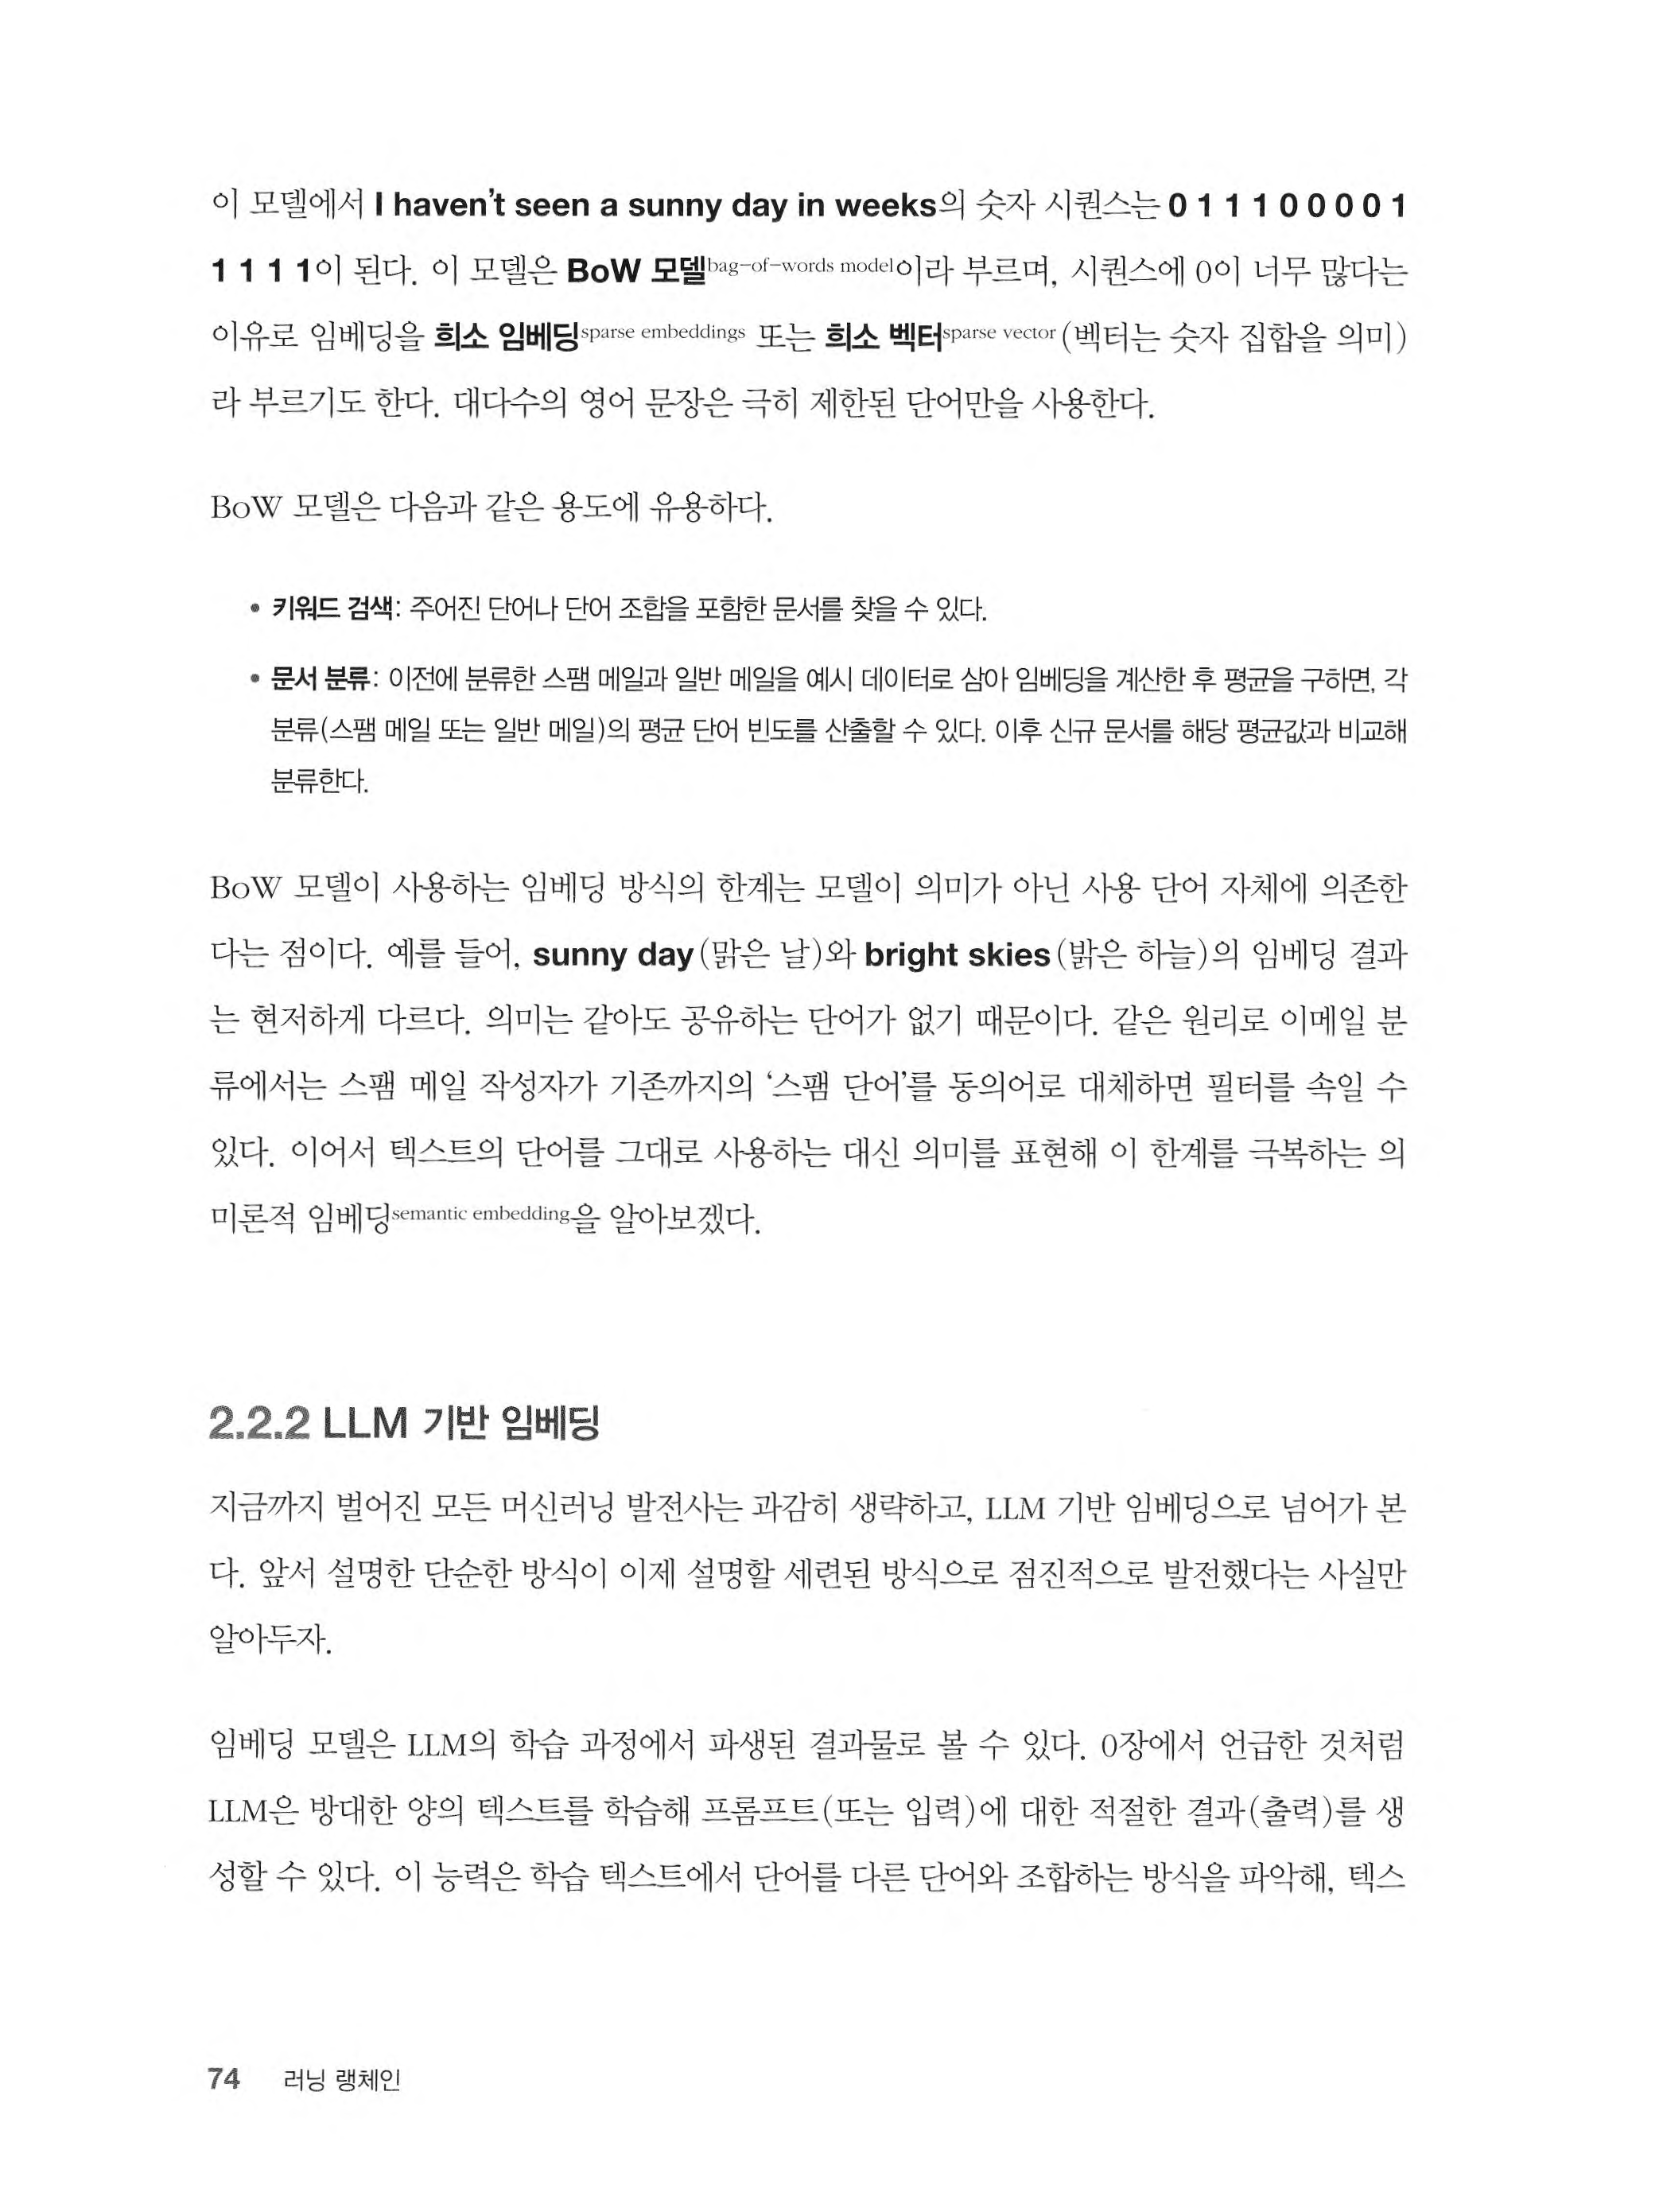 이 모델에서 I haven't seen a sunny day in weeks의 숫자 시퀀스는 0 1 1 1 0 0 0 0 1
1 1 1 1이 된다. 이 모델은 BoW 모델bag-of-words model이라 부르며, 시퀀스에 0이 너무 많다는
이유로 임베딩을 희소 임베딩sparse embeddings 또는 희소 벡터sparse vector(벡터는 숫자 집합을 의미)
라 부르기도 한다. 대다수의 영어 문장은 극히 제한된 단어만을 사용한다.
BoW 모델은 다음과 같은 용도에 유용하다.
• 키워드 검색: 주어진 단어나 단어 조합을 포함한 문서를 찾을 수 있다.
• 문서 분류: 이전에 분류한 스팸 메일과 일반 메일을 예시 데이터로 삼아 임베딩을 계산한 후 평균을 구하면, 각
분류(스팸 메일 또는 일반 메일)의 평균 단어 빈도를 산출할 수 있다. 이후 신규 문서를 해당 평균값과 비교해
분류한다.
BoW 모델이 사용하는 임베딩 방식의 한계는 모델이 의미가 아닌 사용 단어 자체에 의존한
다는 점이다. 예를 들어, sunny day(맑은 날)와 bright skies(밝은 하늘)의 임베딩 결과
는 현저하게 다르다. 의미는 같아도 공유하는 단어가 없기 때문이다. 같은 원리로 이메일 분
류에서는 스팸 메일 작성자가 기존까지의 ‘스팸 단어’를 동의어로 대체하면 필터를 속일 수
있다. 이어서 텍스트의 단어를 그대로 사용하는 대신 의미를 표현해 이 한계를 극복하는 의
미론적 임베딩semantic embedding을 알아보겠다.
2.2.2 LLM 기반 임베딩
지금까지 벌어진 모든 머신러닝 발전사는 과감히 생략하고, LLM 기반 임베딩으로 넘어가 본
다. 앞서 설명한 단순한 방식이 이제 설명할 세련된 방식으로 점진적으로 발전했다는 사실만
알아두자.
임베딩 모델은 LLM의 학습 과정에서 파생된 결과물로 볼 수 있다. 0장에서 언급한 것처럼
LLM은 방대한 양의 텍스트를 학습해 프롬프트(또는 입력)에 대한 적절한 결과(출력)를 생
성할 수 있다. 이 능력은 학습 텍스트에서 단어를 다른 단어와 조합하는 방식을 파악해, 텍스
74 러닝 랭체인